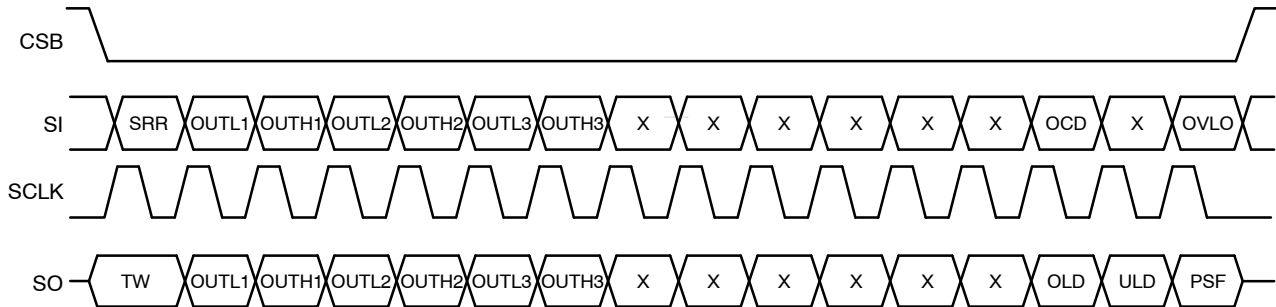 CSB
SI SRR OUTL1 OUTH1 OUTL2 OUTH2 OUTL3 OUTH3 X X X X X X OCD X OVLO
SCLK
SO TW OUTL1 OUTH1 OUTL2 OUTH2 OUTL3 OUTH3 X X X X X X OLD ULD PSF